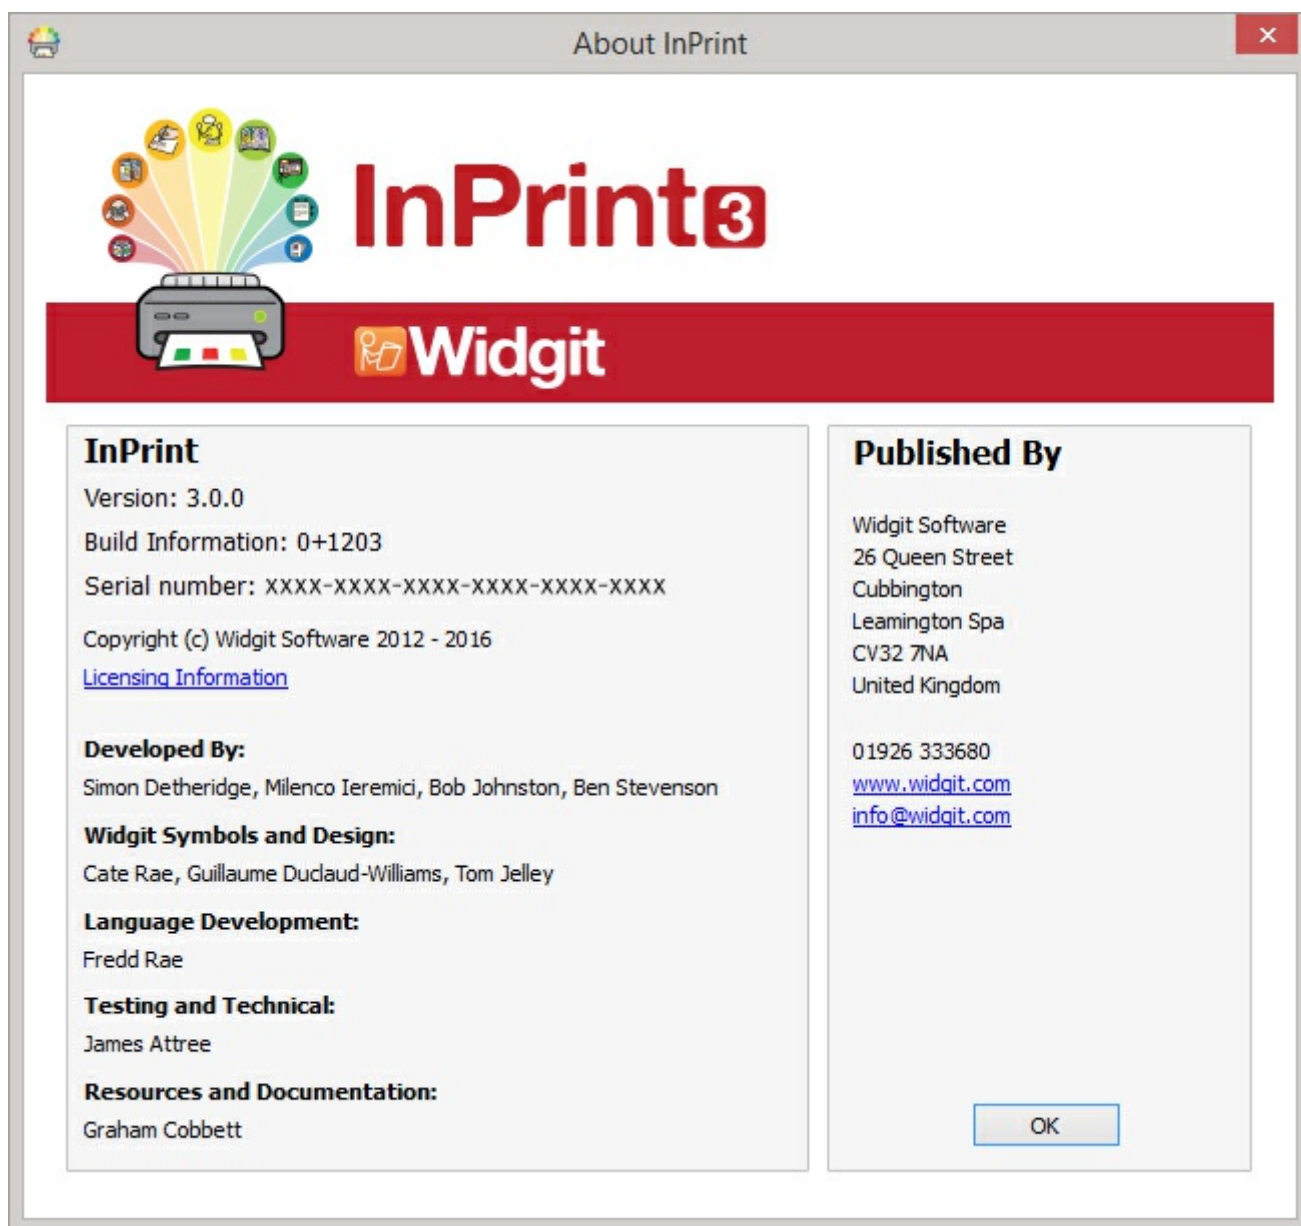 About InPrint
InPrint3
Widgit
InPrint
Version: 3.0.0
Build Information: 0+1203
Serial number: XXXX-XXXX-XXXX-XXXX-XXXX-XXXX
Copyright (c) Widgit Software 2012 - 2016
Licensing Information
Developed By:
Simon Detheridge, Milenco Ieremici, Bob Johnston, Ben Stevenson
Widgit Symbols and Design:
Cate Rae, Guillaume Duclaud-Williams, Tom Jelley
Language Development:
Fredd Rae
Testing and Technical:
James Attree
Resources and Documentation:
Graham Cobbett
Published By
Widgit Software
26 Queen Street
Cubbington
Leamington Spa
CV32 7NA
United Kingdom
01926 333680
www.widgit.com
info@widgit.com
OK